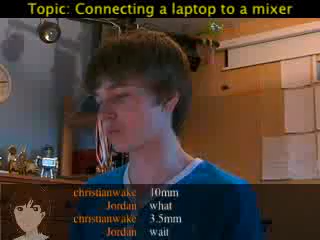 Topic: Connecting a laptop to a mixer
christianwake 10mm
Jordan what
christianwake 3.5mm
Jordan wait